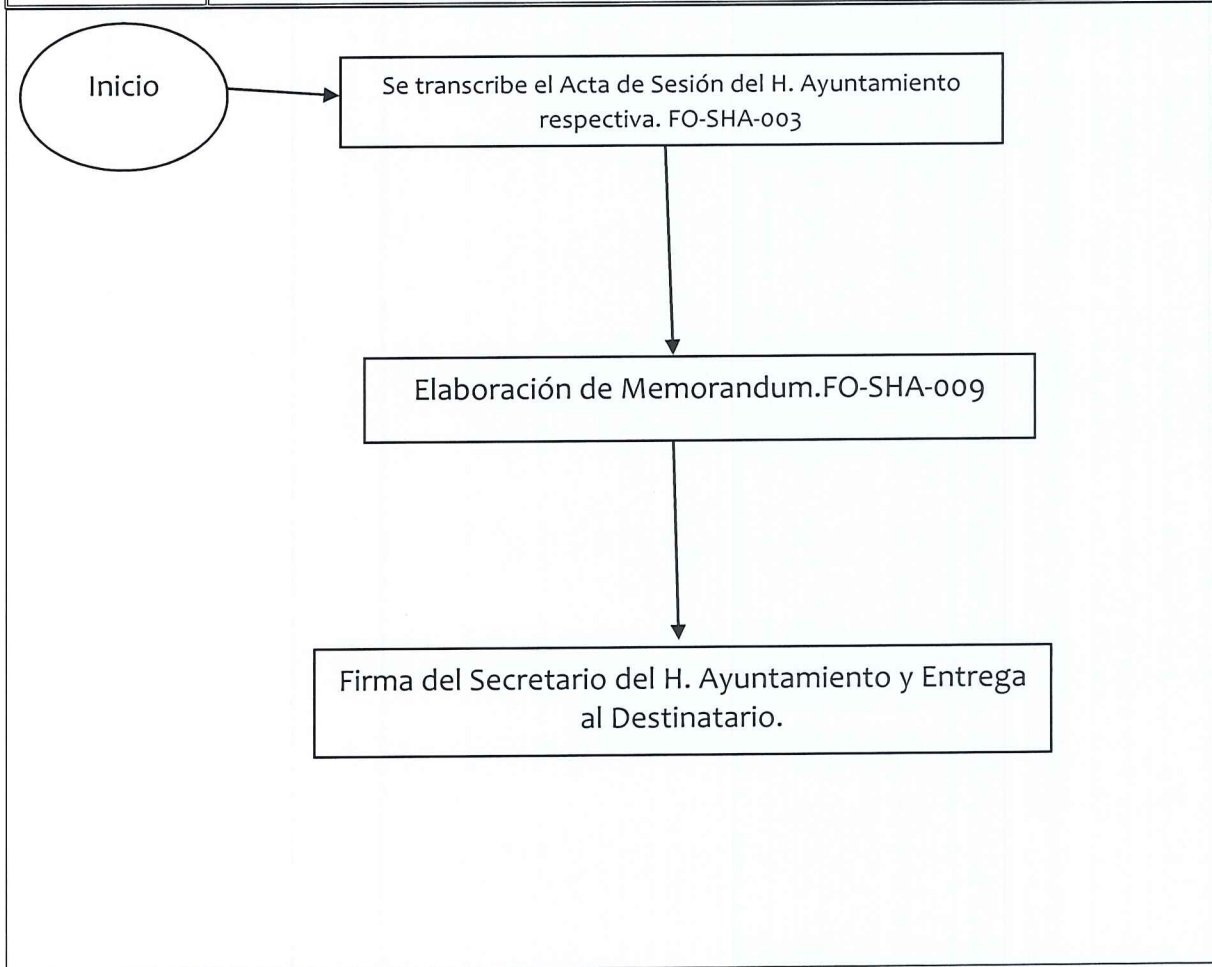 Inicio
Se transcribe el Acta de Sesión del H. Ayuntamiento
respectiva. FO-SHA-003
Elaboración de Memorandum.FO-SHA-009
Firma del Secretario del H. Ayuntamiento y Entrega
al Destinatario.